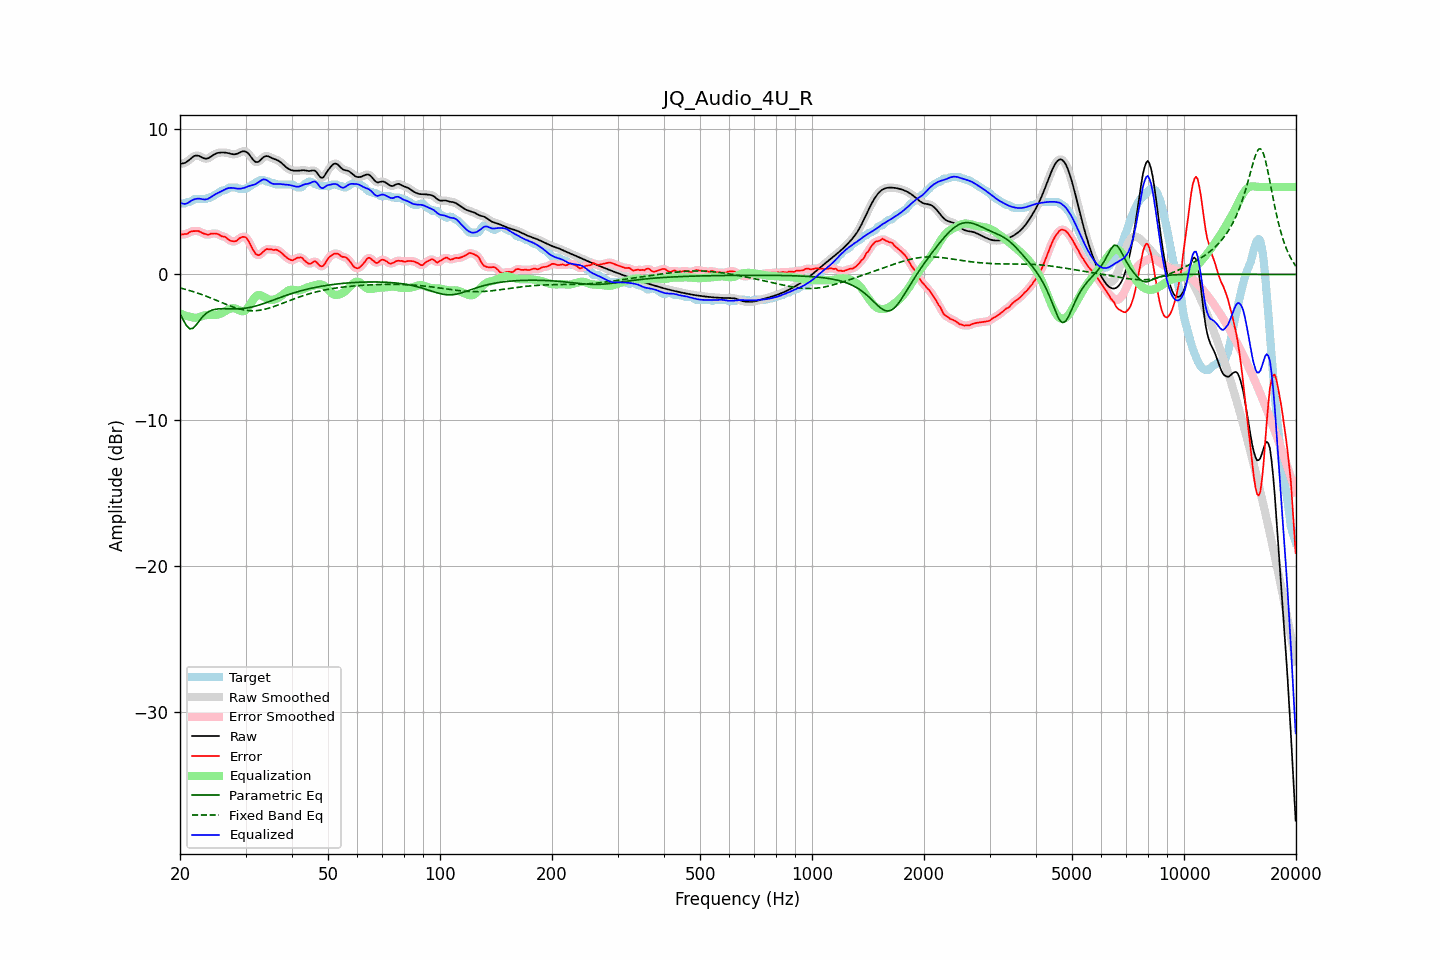 JQ_Audio_4U_R
Amplitude (dBr)
10
0
−10
−20
−30
Target
Raw Smoothed
Error Smoothed
Raw
Error
Equalization
Parametric Eq
Fixed Band Eq
Equalized
20 50 100 200 500 1000 2000 5000 10000 20000
Frequency (Hz)